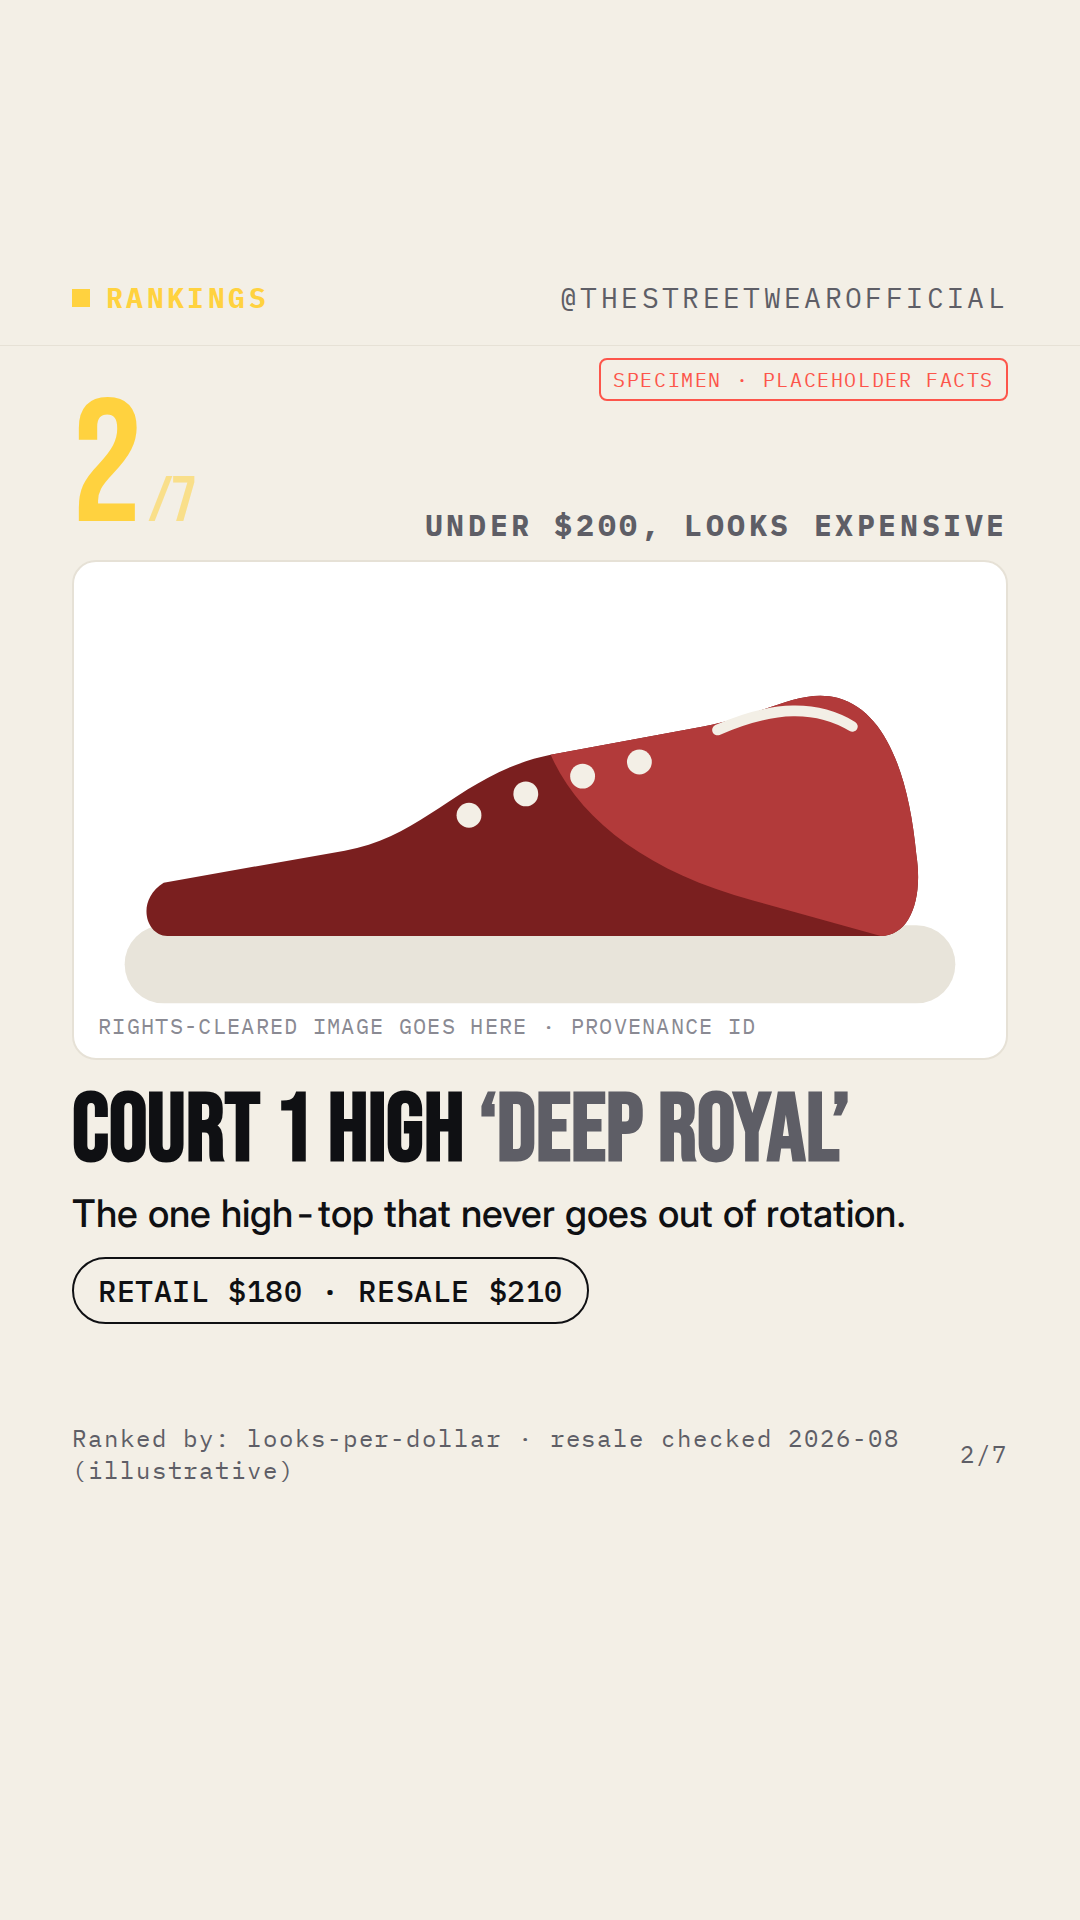 RANKINGS
@THESTREETWEAROFFICIAL
SPECIMEN · PLACEHOLDER FACTS
2/7
UNDER $200, LOOKS EXPENSIVE
RIGHTS-CLEARED IMAGE GOES HERE · PROVENANCE ID
COURT 1 HIGH ‘DEEP ROYAL’
The one high-top that never goes out of rotation.
RETAIL $180 · RESALE $210
Ranked by: looks-per-dollar · resale checked 2026-08
(illustrative)
2/7